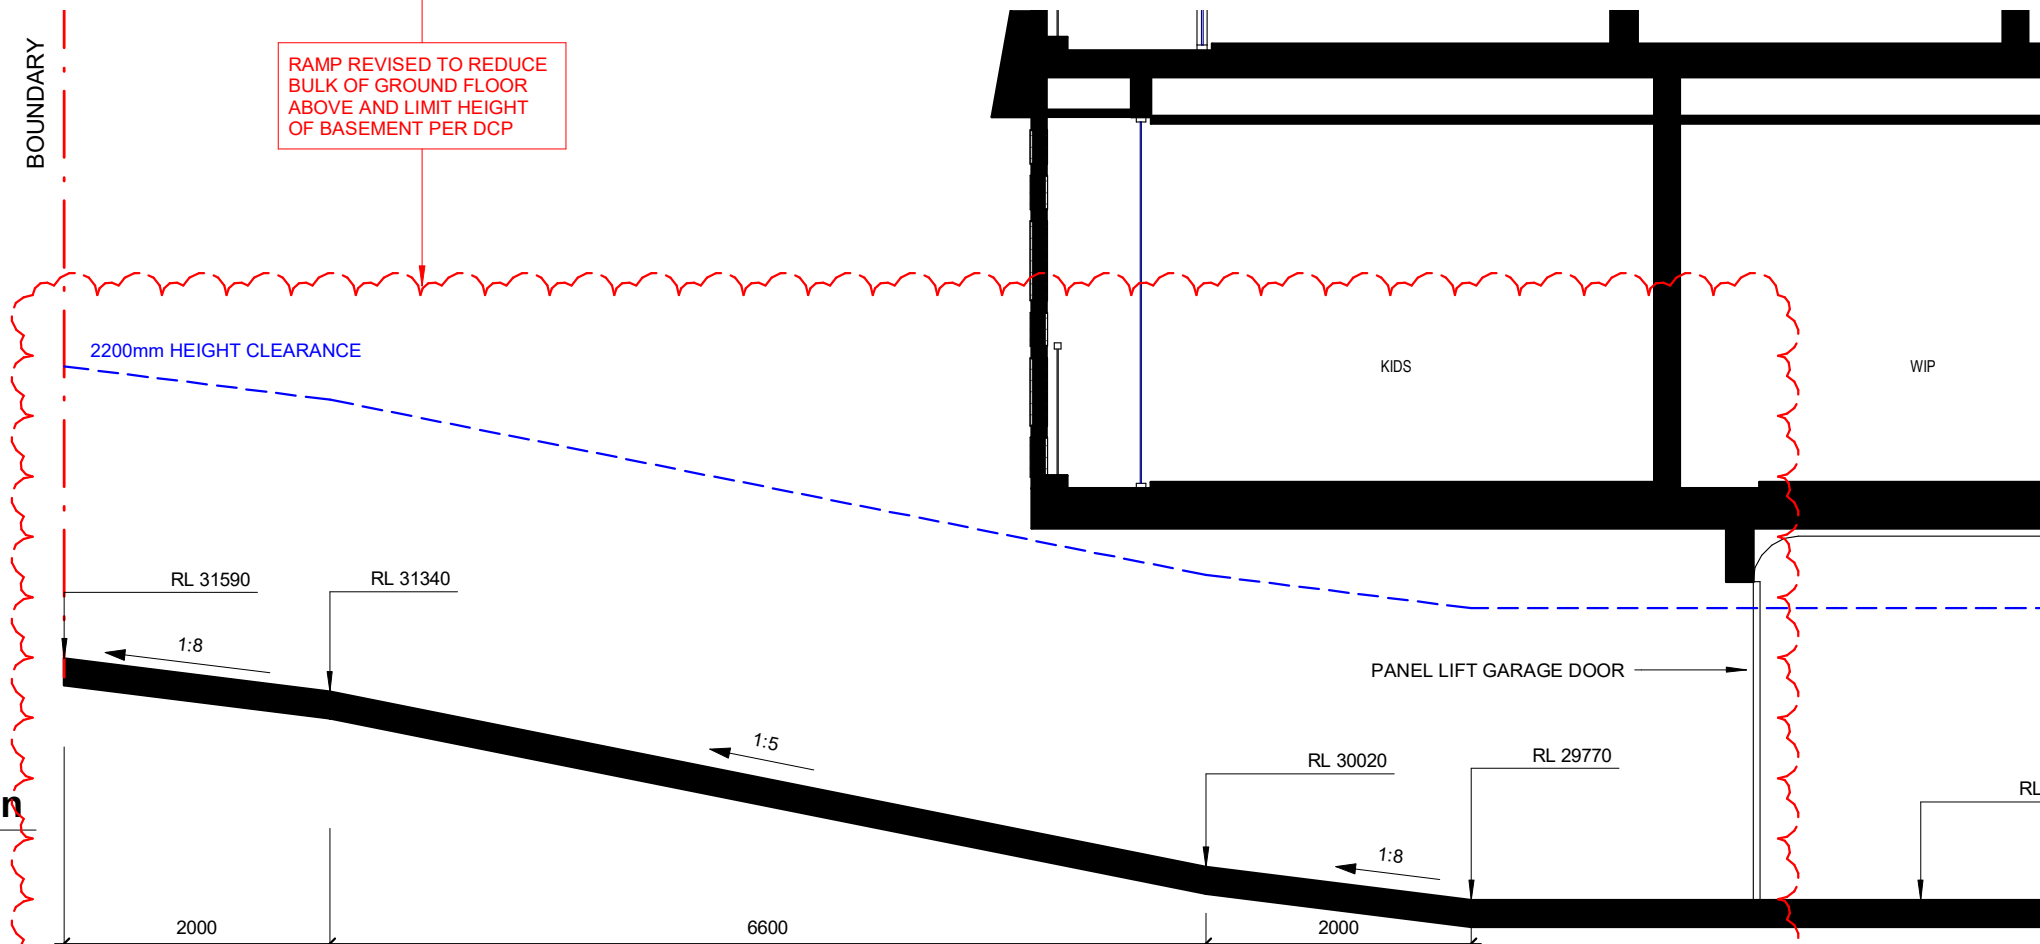 BOUNDARY
RAMP REVISED TO REDUCE
BULK OF GROUND FLOOR
ABOVE AND LIMIT HEIGHT
OF BASEMENT PER DCP
2200mm HEIGHT CLEARANCE
KIDS
WIP
RL 31590
RL 31340
1:8
PANEL LIFT GARAGE DOOR
1:5
RL 30020
RL 29770
RL
n
1:8
2000
6600
2000